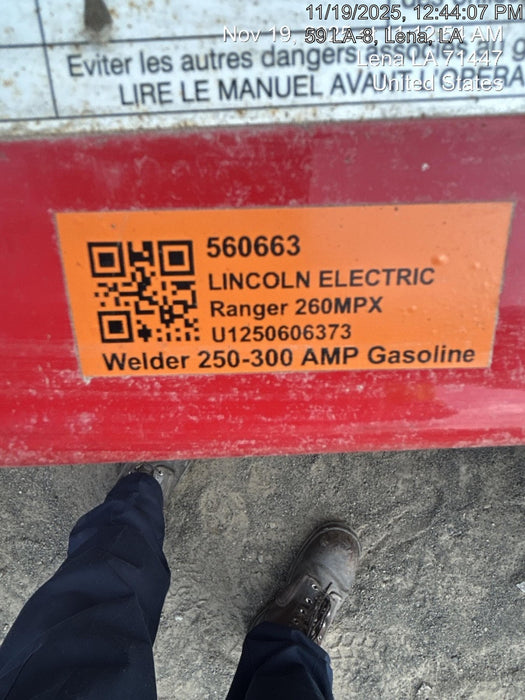 11/19/2025, 12:44:07 PM
Nov 19,
591LA-8, Lena, LA
Lena LA 71447
United States
Eviter les autres dangers
LIRE LE MANUEL
560663
LINCOLN ELECTRIC
Ranger 260MPX
U1250606373
Welder 250-300 AMP Gasoline